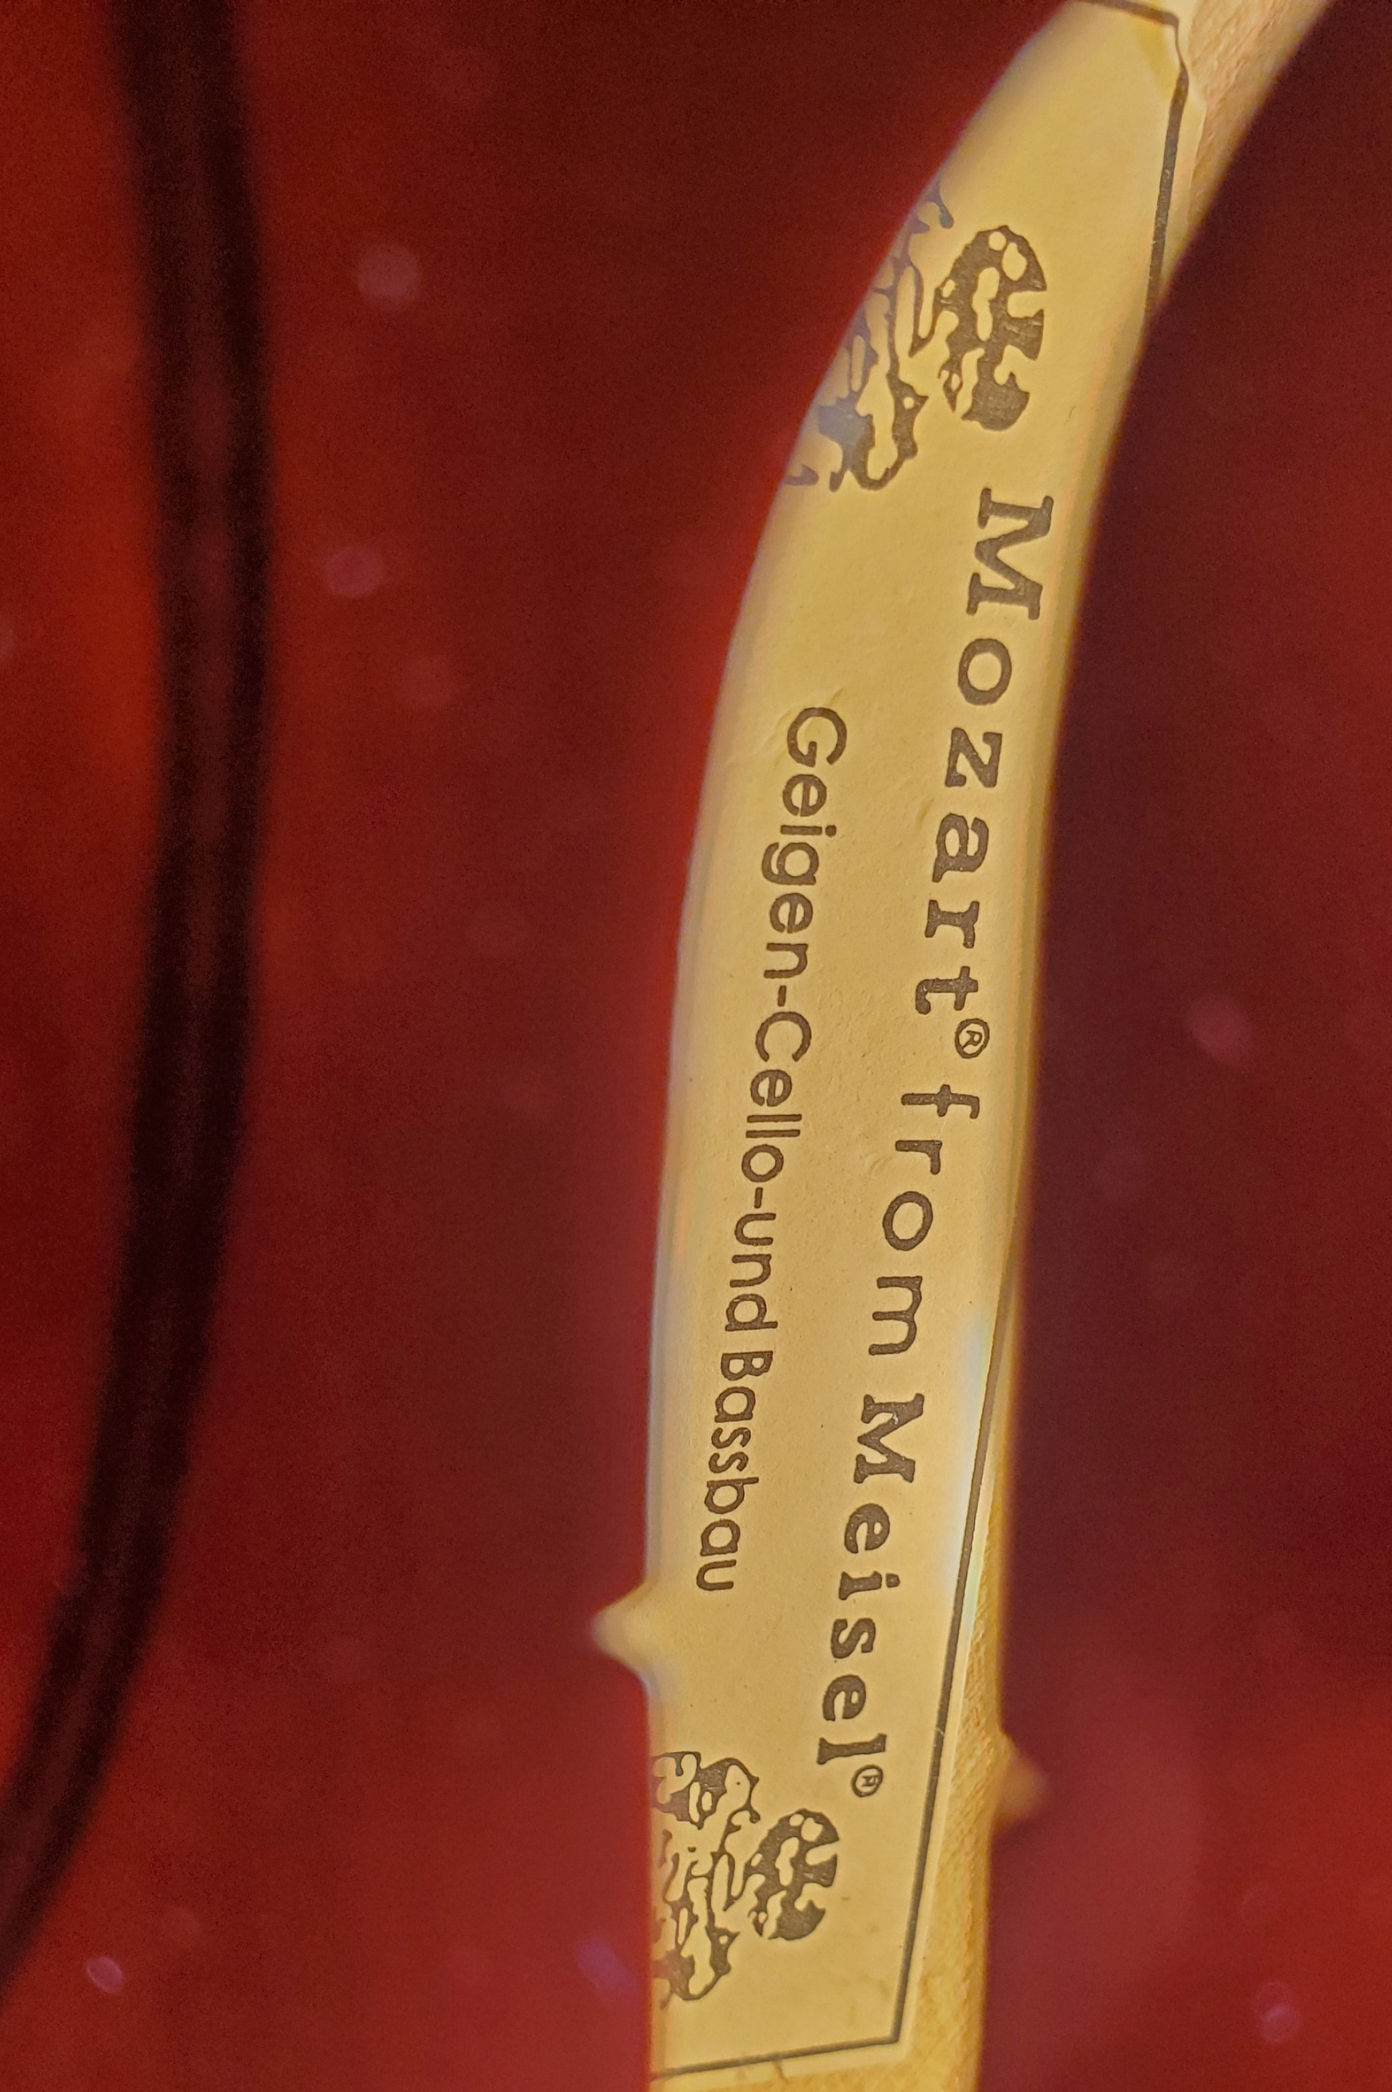 Mozart® from Meisel®
Geigen-Cello-und Bassbau